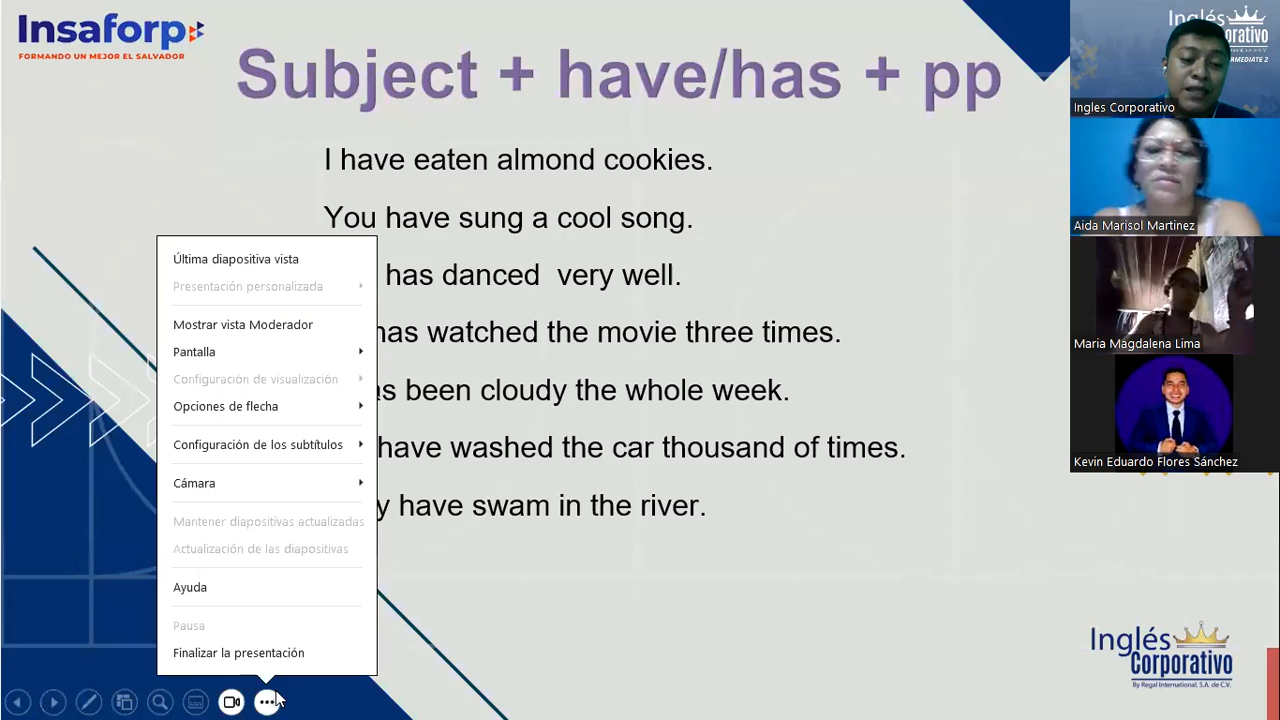 Insaforp
FORMANDO UN MEJOR EL SALVADOR
Subject + have/has + pp
I have eaten almond cookies.
You have sung a cool song.
has danced very well.
has watched the movie three times.
been cloudy the whole week.
have washed the car thousand of times.
have swam in the river.
Última diapositiva vista
Presentación personalizada
Mostrar vista Moderador
Pantalla
Configuración de visualización
Opciones de flecha
Configuración de los subtítulos
Cámara
Mantener diapositivas actualizadas
Actualización de las diapositivas
Ayuda
Pausa
Finalizar la presentación
Inglés
Ingles Corporativo
Aida Marisol Martinez
Maria Magdalena Lima
Kevin Eduardo Flores Sánchez
Inglés
Corporativo
By Regal International, S.A. de C.V.